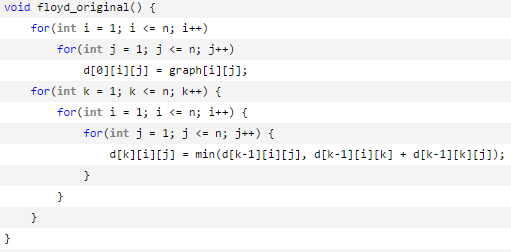 void floyd_original() {
    for(int i = 1; i <= n; i++)
        for(int j = 1; j <= n; j++)
            d[0][i][j] = graph[i][j];
    for(int k = 1; k <= n; k++) {
        for(int i = 1; i <= n; i++) {
            for(int j = 1; j <= n; j++) {
                d[k][i][j] = min(d[k-1][i][j], d[k-1][i][k] + d[k-1][k][j]);
            }
        }
    }
}